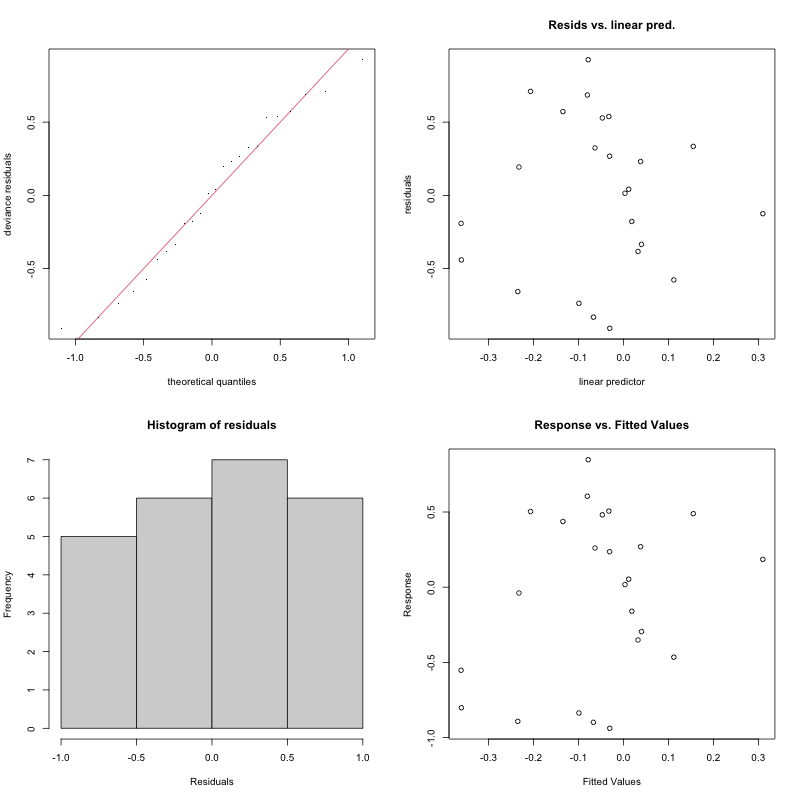 deviance residuals
-0.5 0.0 0.5
-1.0 -0.5 0.0 0.5 1.0
theoretical quantiles
Resids vs. linear pred.
residuals
-0.5 0.0 0.5
-0.3 -0.2 -0.1 0.0 0.1 0.2 0.3
linear predictor
Histogram of residuals
Frequency
0 1 2 3 4 5 6 7
-1.0 -0.5 0.0 0.5 1.0
Residuals
Response vs. Fitted Values
Response
-1.0 -0.5 0.0 0.5
-0.3 -0.2 -0.1 0.0 0.1 0.2 0.3
Fitted Values